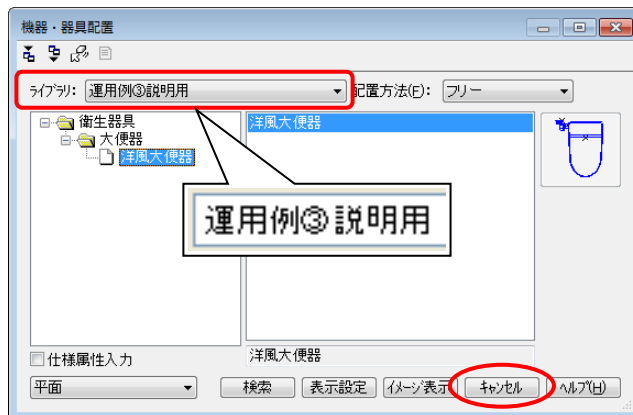 機器・器具配置
ライブラリ: 運用例③説明用 配置方法(F): フリー
衛生器具
大便器
洋風大便器
洋風大便器
運用例③説明用
仕様属性入力
洋風大便器
平面 検索 表示設定 イメージ表示 キャンセル ヘルプ(H)